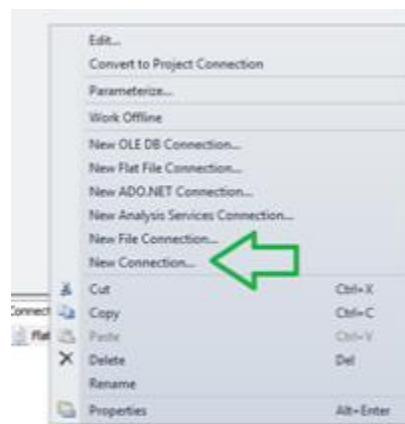 Edit...
Convert to Project Connection
Parameterize...
Work Offline
New OLE DB Connection...
New Flat File Connection...
New ADO.NET Connection...
New Analysis Services Connection...
New File Connection...
New Connection...
Cut Ctrl+X
Connect
Copy Ctrl+C
Flat
Paste Ctrl+V
Delete Del
Rename
Properties Alt+Enter